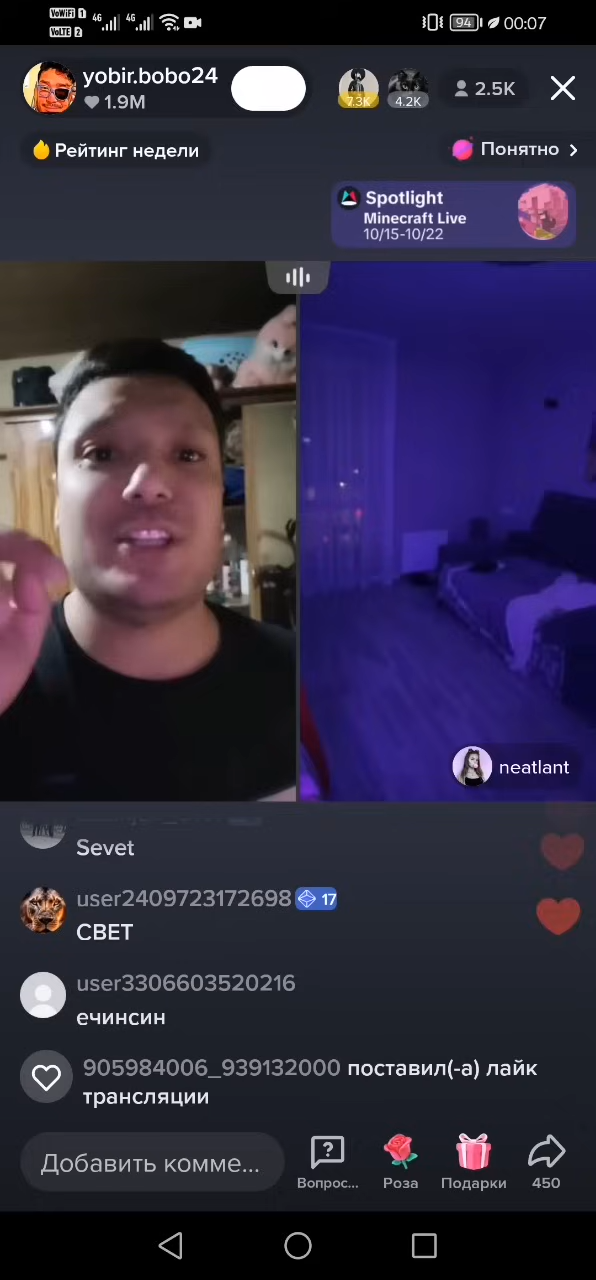 VoWiFi 1
VoLTE 2
4G
4G
94
00:07
yobir.bobo24
1.9M
7.3K
4.2K
2.5K
Рейтинг недели
Понятно
Spotlight
Minecraft Live
10/15-10/22
neatlant
Sevet
user2409723172698 17
СВЕТ
user3306603520216
ечинсин
905984006_939132000 поставил(-а) лайк
трансляции
Добавить комме...
Вопрос...
Роза
Подарки
450